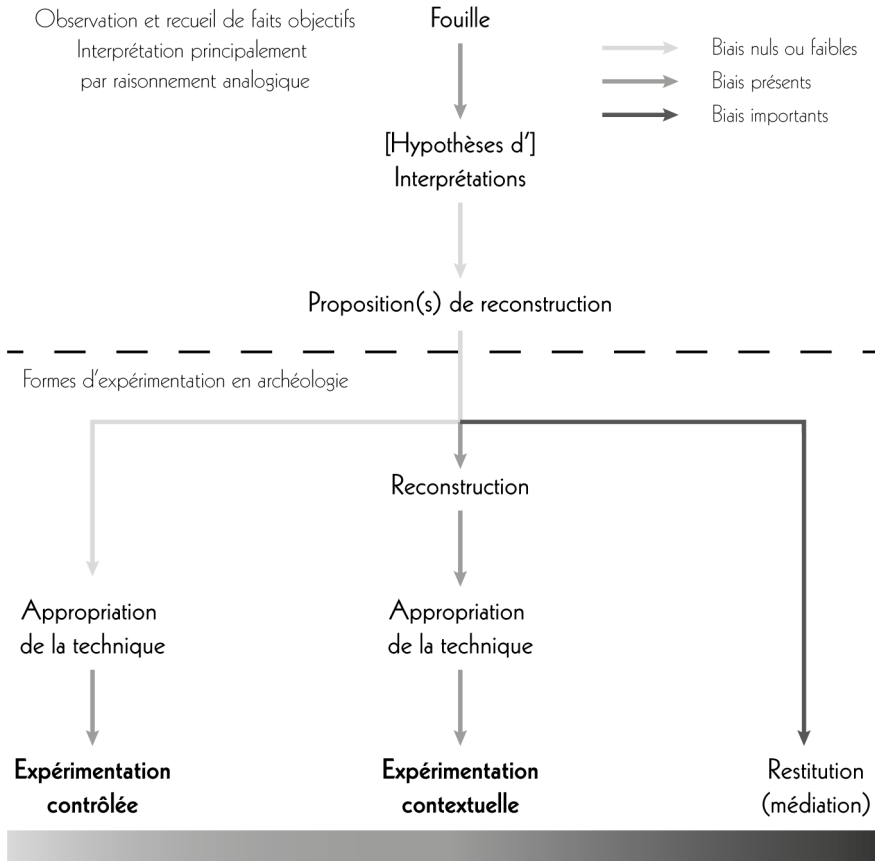 Observation et recueil de faits objectifs
Interprétation principalement
par raisonnement analogique
Fouille
Biais nuls ou faibles
Biais présents
Biais importants
[Hypothèses d']
Interprétations
Proposition(s) de reconstruction
Formes d'expérimentation en archéologie
Reconstruction
Appropriation
de la technique
Appropriation
de la technique
Expérimentation
contrôlée
Expérimentation
contextuelle
Restitution
(médiation)